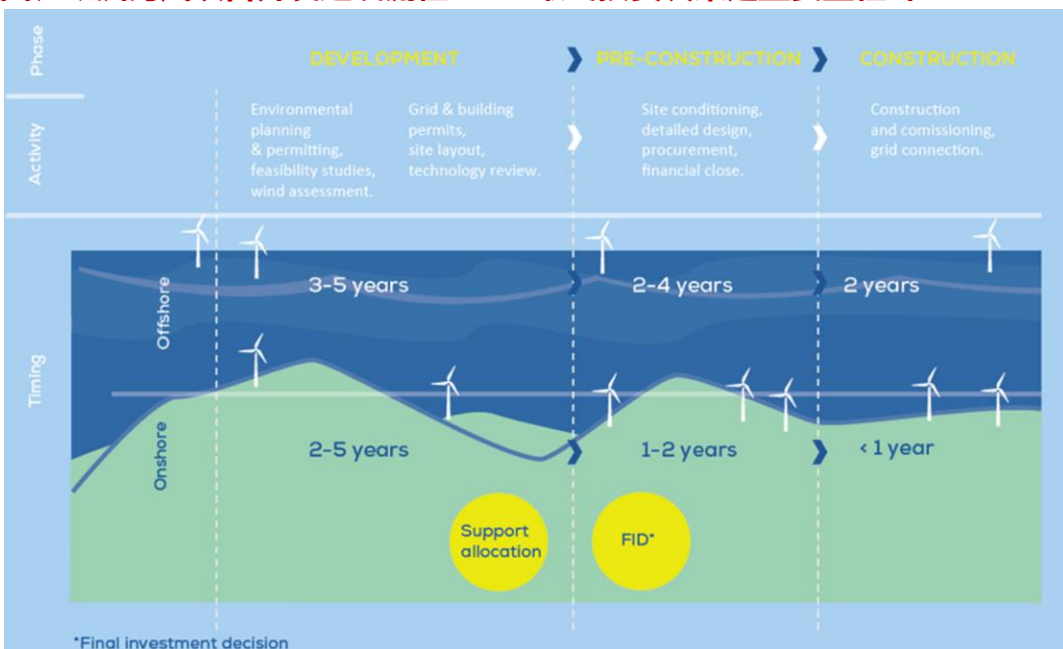 Phase
DEVELOPMENT
PRE-CONSTRUCTION
CONSTRUCTION
Activity
Environmental
planning
& permitting,
feasibility studies,
wind assessment.
Grid & building
permits,
site layout,
technology review.
Site conditioning,
detailed design,
procurement,
financial close.
Construction
and comissioning,
grid connection.
Timing
Offshore
3-5 years
2-4 years
2 years
Onshore
2-5 years
1-2 years
< 1 year
Support
allocation
FID*
*Final investment decision